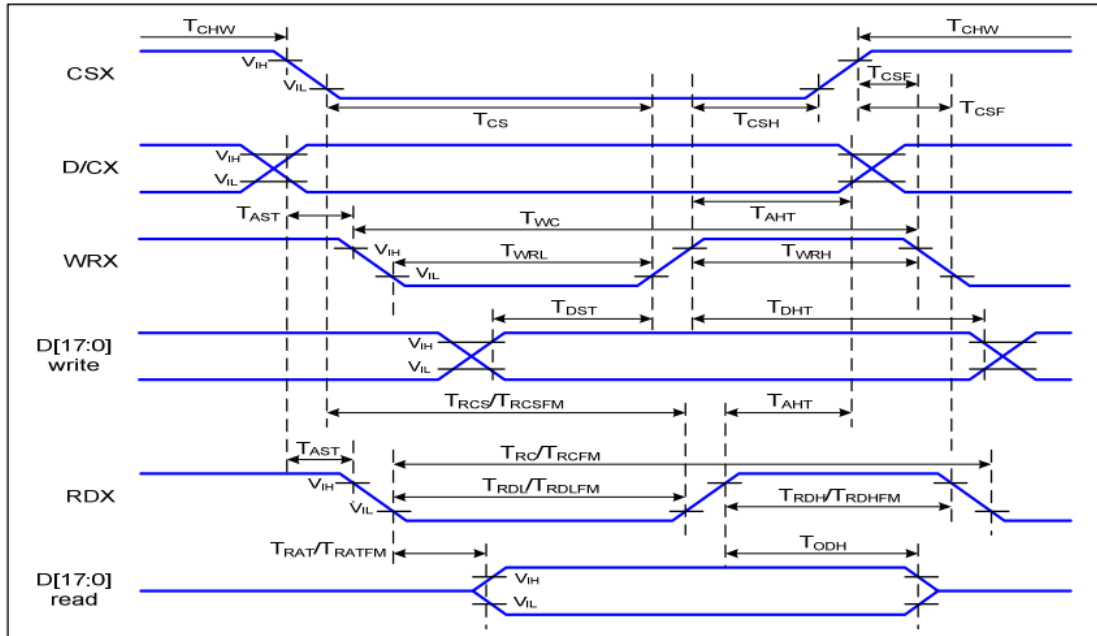 TCHW TCHW
CSX VIH TCSF
VIL TCSF
TCS TCSH
D/CX VIH
VIL
TAST TWC TAHT
WRX VIH TWRL TWRH
VIL
TDST TDHT
D[17:0] VIH
write VIL
TRCS/TRCSFM TAHT
TAST TRC/TRCFM
RDX VIH TRDL/TRDLFM TRDH/TRDHFM
VIL
TRAT/TRATFM TODH
D[17:0] VIH
read VIL